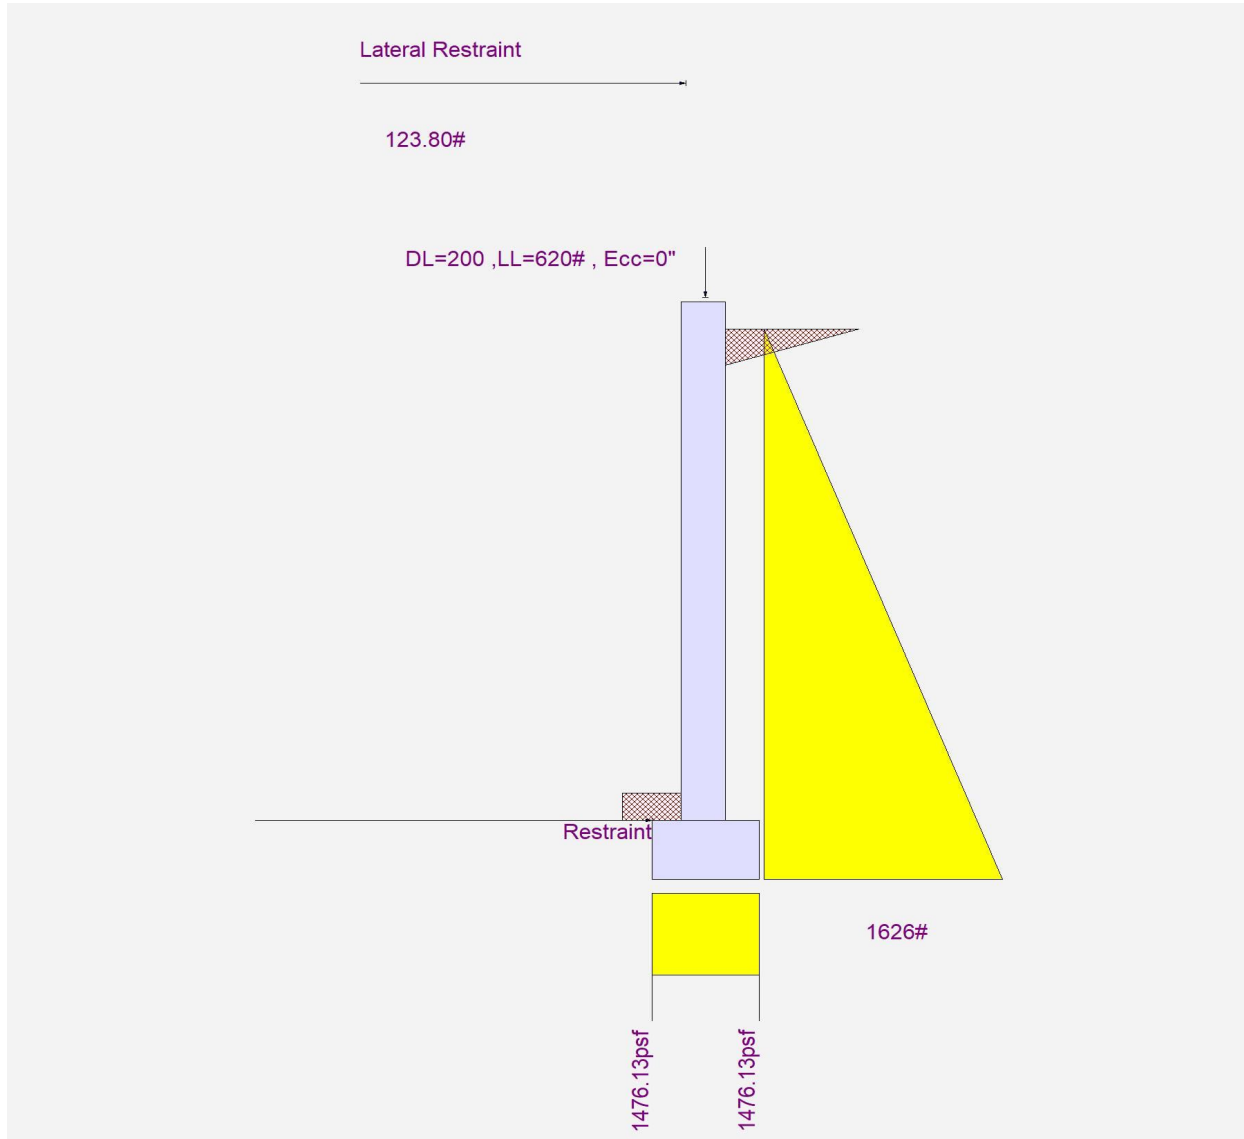 Lateral Restraint
123.80#
DL=200 ,LL=620# , Ecc=0"
Restraint
1626#
1476.13psf
1476.13psf